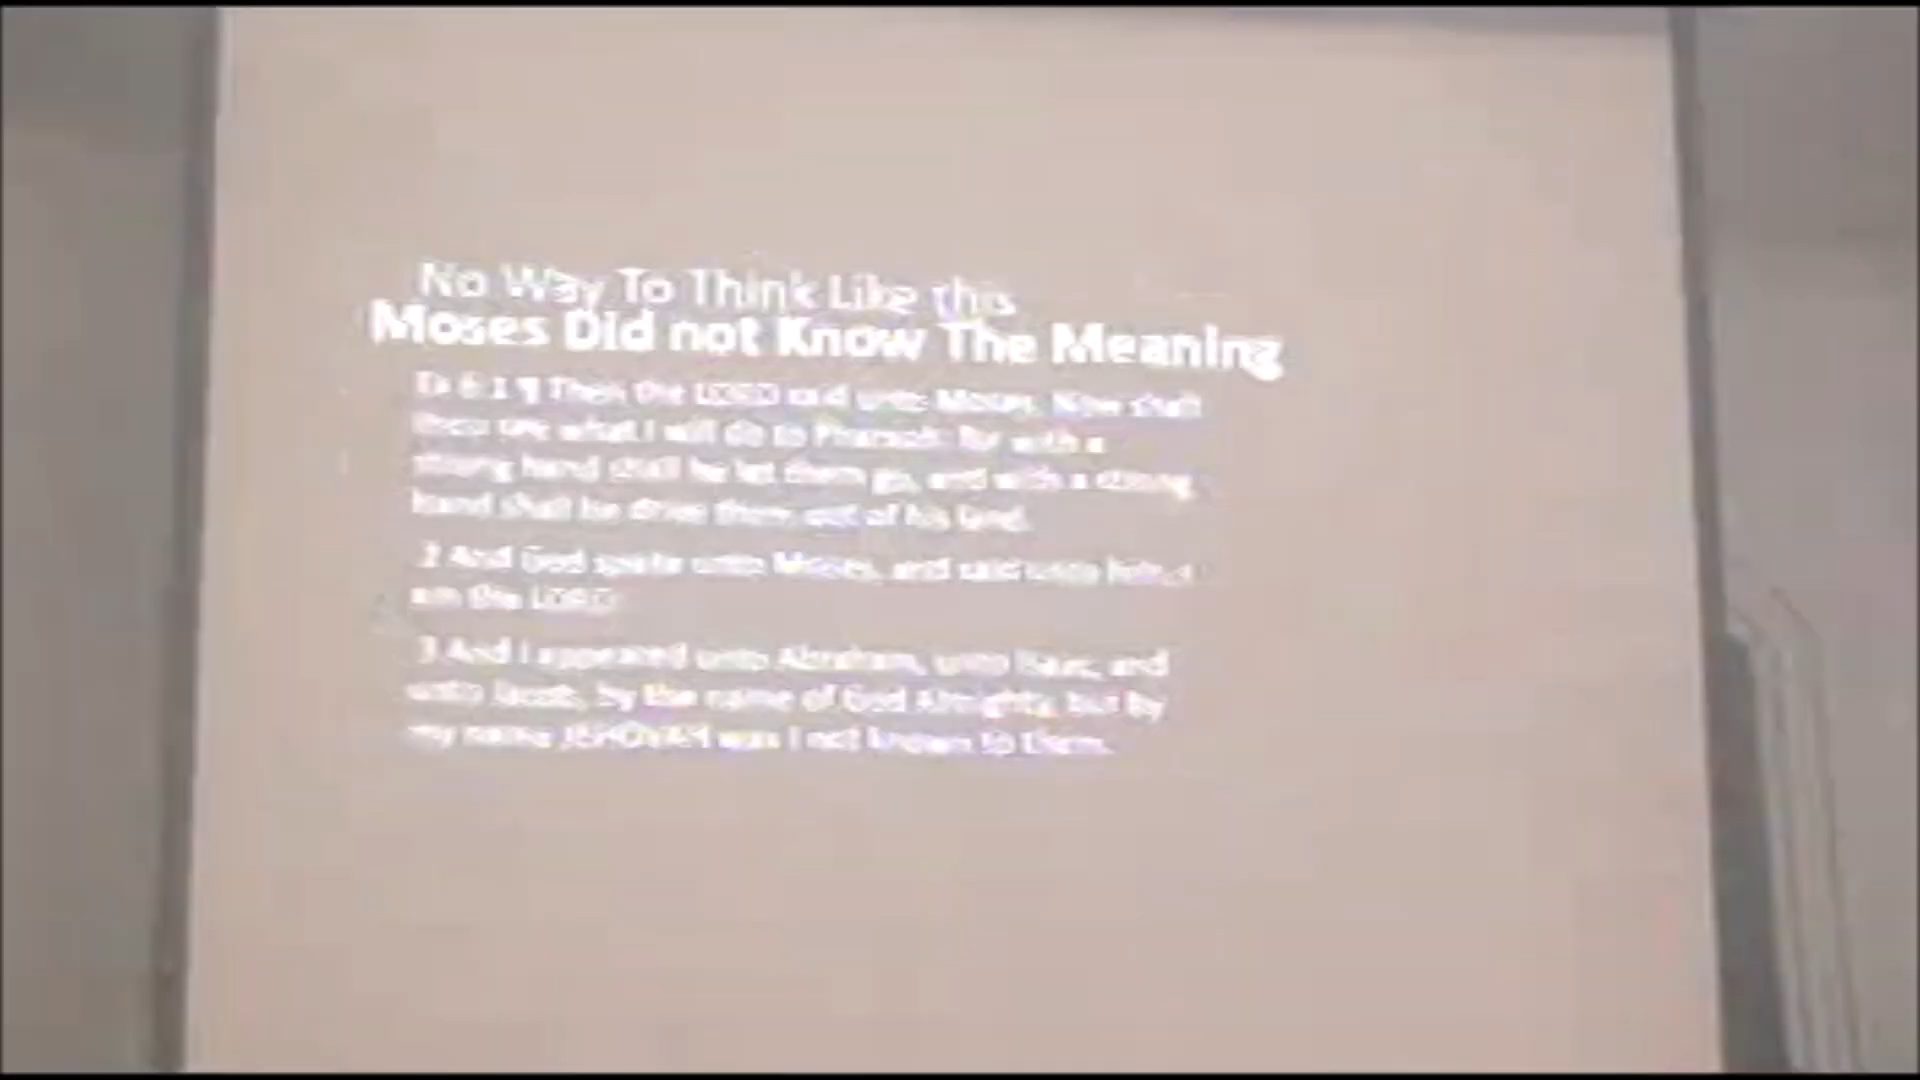 No Way To Think Like this
Moses Did not Know The Meaning
Ex 6:1 ¶ Then the LORD said unto Moses, Now shalt
thou see what I will do to Pharaoh: for with a
strong hand shall he let them go, and with a strong
hand shall he drive them out of his land.
2 And God spake unto Moses, and said unto him, I
am the LORD:
3 And I appeared unto Abraham, unto Isaac, and
unto Jacob, by the name of God Almighty, but by
my name JEHOVAH was I not known to them.